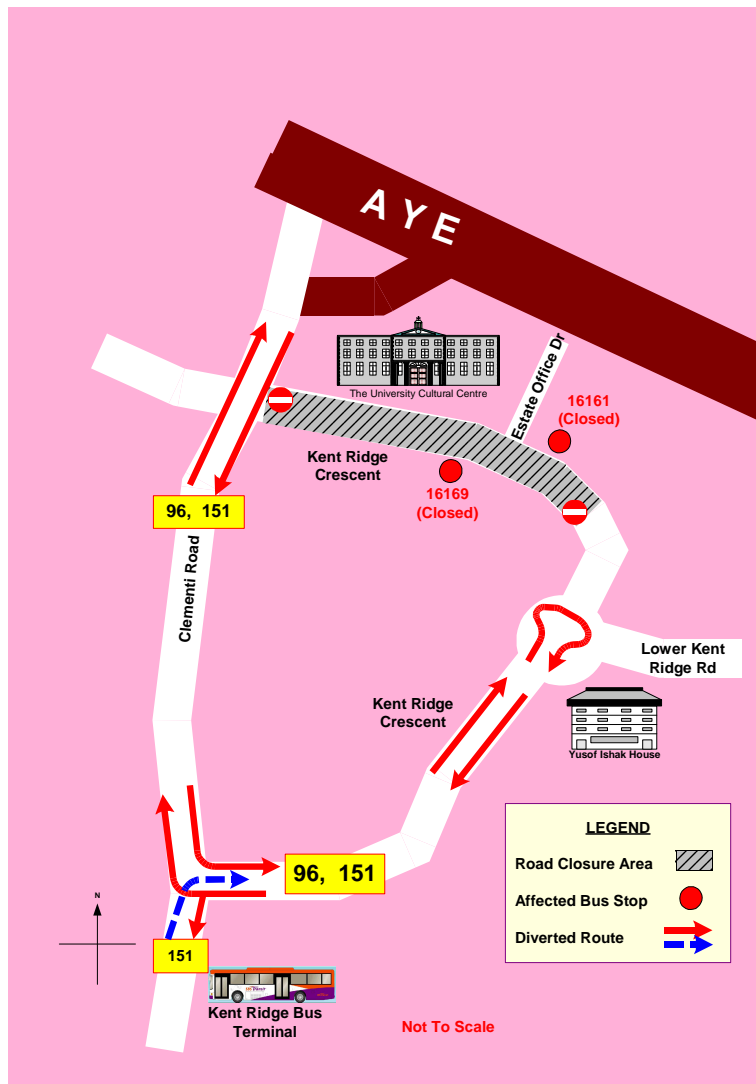 AYE
The University Cultural Centre
Estate Office Dr
16161
(Closed)
Kent Ridge
Crescent
16169
(Closed)
96, 151
Clementi Road
Lower Kent
Ridge Rd
Kent Ridge
Crescent
Yusof Ishak House
LEGEND
Road Closure Area
Affected Bus Stop
Diverted Route
96, 151
N
151
Kent Ridge Bus
Terminal
Not To Scale